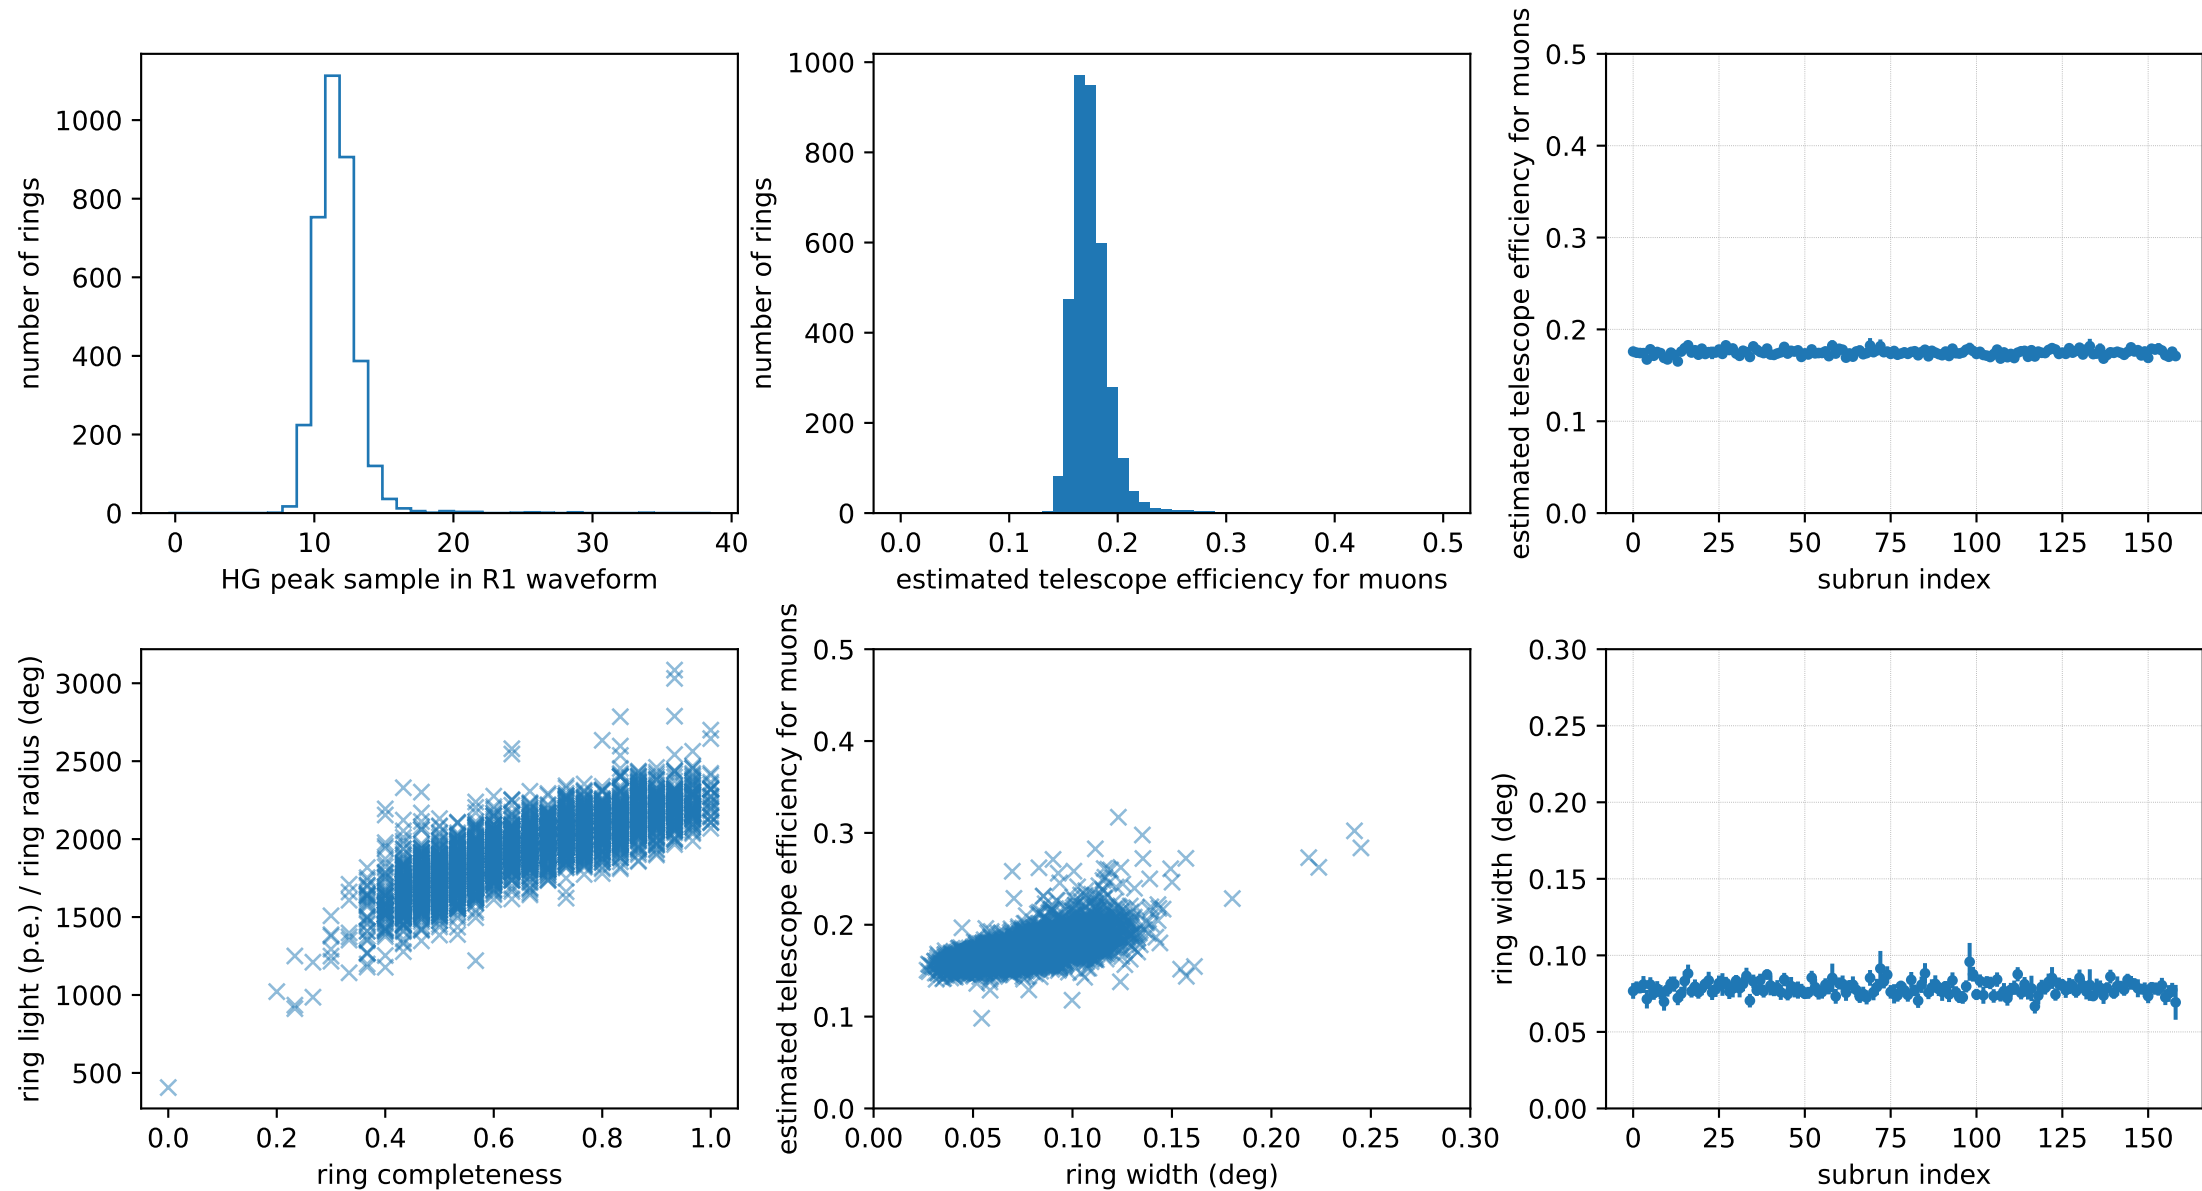 number of rings
1000
800
600
400
200
0
0 10 20 30 40
HG peak sample in R1 waveform
number of rings
1000
800
600
400
200
0
0.0 0.1 0.2 0.3 0.4 0.5
estimated telescope efficiency for muons
estimated telescope efficiency for muons
0.5
0.4
0.3
0.2
0.1
0.0
0 25 50 75 100 125 150
subrun index
ring light (p.e.) / ring radius (deg)
3000
2500
2000
1500
1000
500
0.0 0.2 0.4 0.6 0.8 1.0
ring completeness
estimated telescope efficiency for muons
0.5
0.4
0.3
0.2
0.1
0.0
0.00 0.05 0.10 0.15 0.20 0.25 0.30
ring width (deg)
ring width (deg)
0.30
0.25
0.20
0.15
0.10
0.05
0.00
0 25 50 75 100 125 150
subrun index